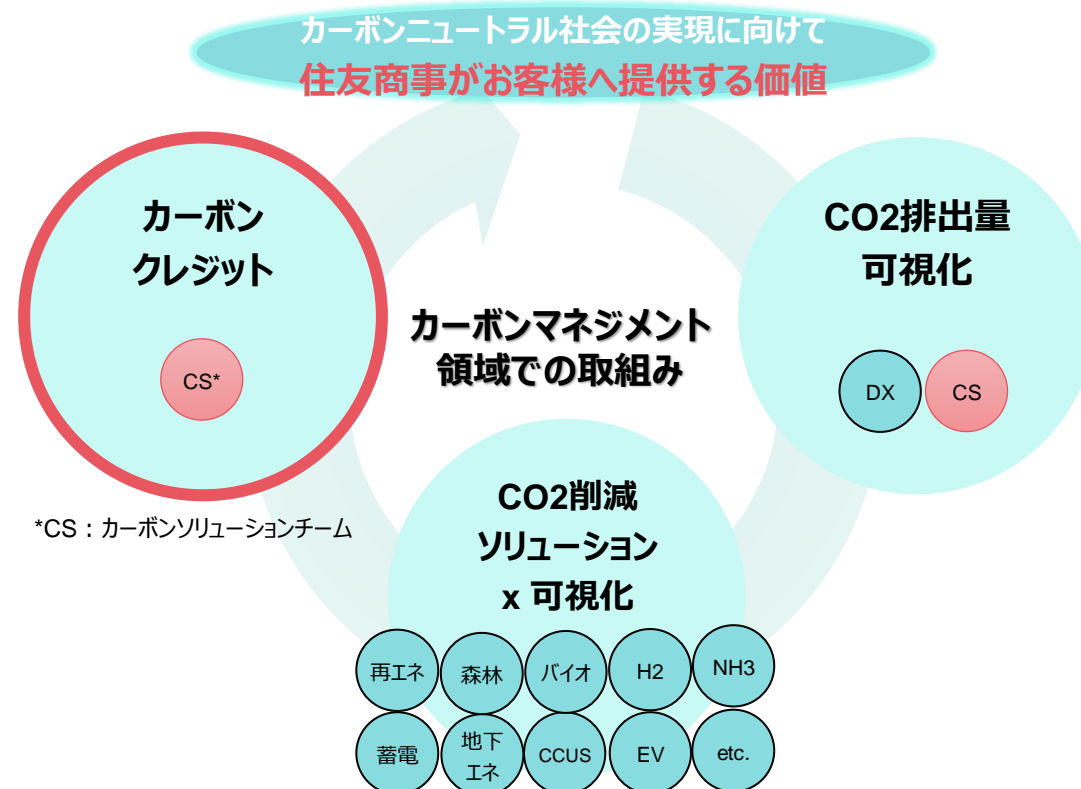 カーボンニュートラル社会の実現に向けて
住友商事がお客様へ提供する価値
カーボン
クレジット
CS*
*CS：カーボンソリューションチーム
CO2排出量
可視化
DX
CS
カーボンマネジメント
領域での取組み
CO2削減
ソリューション
x 可視化
再エネ
森林
バイオ
H2
NH3
蓄電
地下
エネ
CCUS
EV
etc.